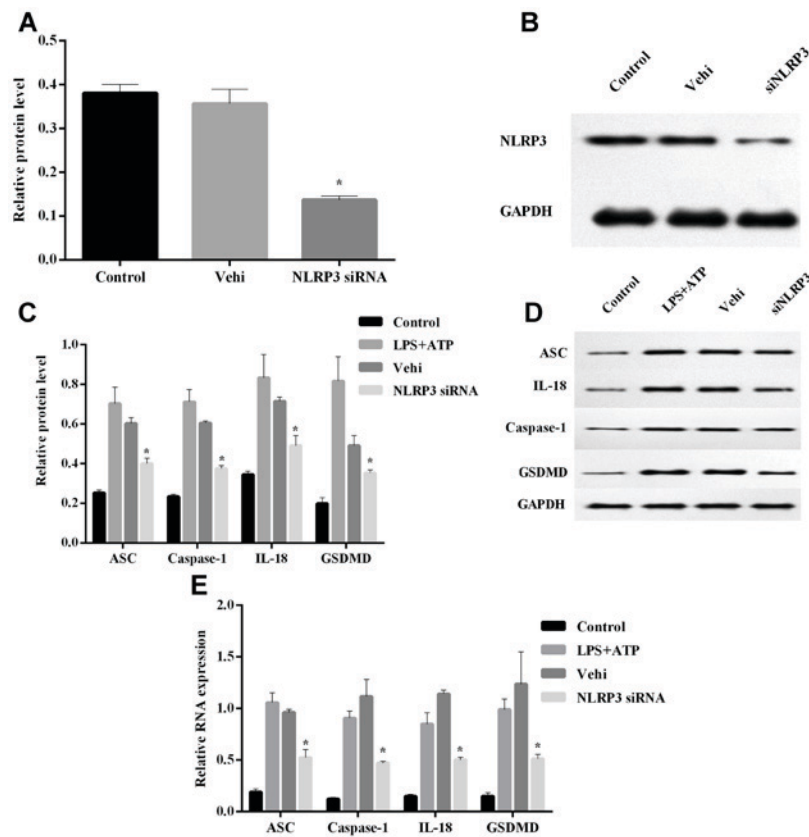 A
Relative protein level
0.5
0.4
0.3
0.2
0.1
0.0
*
Control Vehi NLRP3 siRNA
B
Control Vehi siNLRP3
NLRP3
GAPDH
C
Relative protein level
1.0
0.8
0.6
0.4
0.2
0.0
Control
LPS+ATP
Vehi
NLRP3 siRNA
* * * *
ASC Caspase-1 IL-18 GSDMD
D
Control LPS+ATP Vehi siNLRP3
ASC
IL-18
Caspase-1
GSDMD
GAPDH
E
Relative RNA expression
2.0
1.5
1.0
0.5
0.0
Control
LPS+ATP
Vehi
NLRP3 siRNA
* * * *
ASC Caspase-1 IL-18 GSDMD